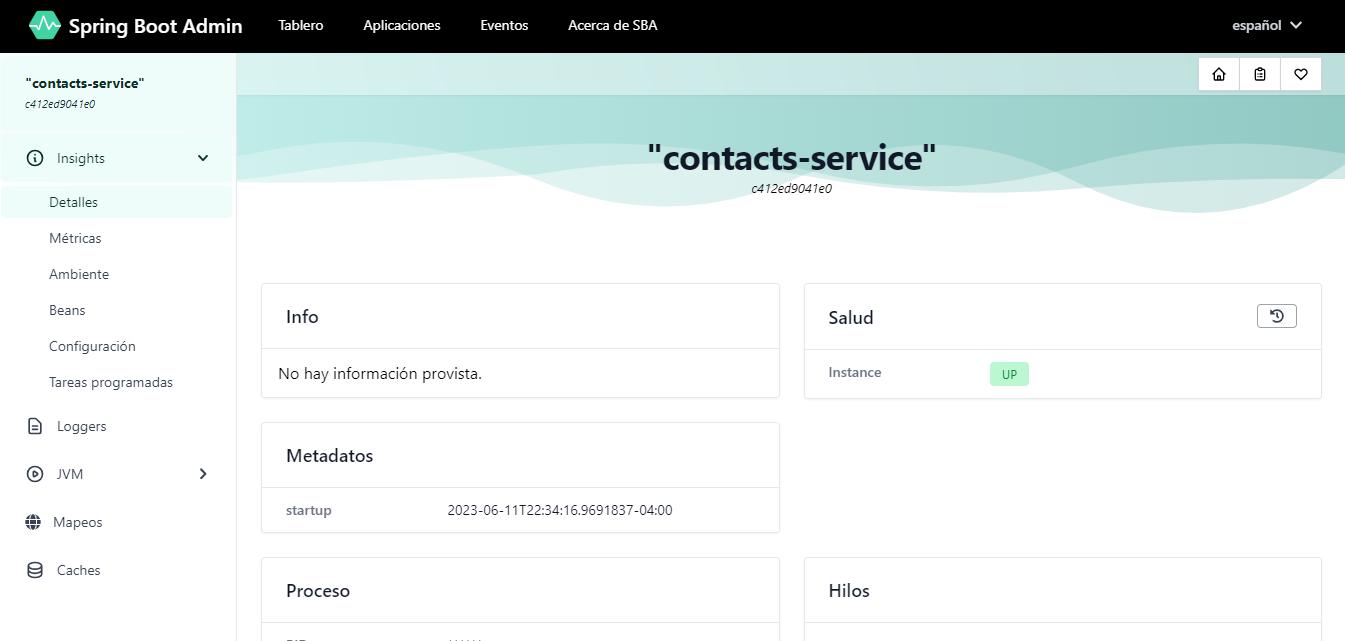 Spring Boot Admin Tablero Aplicaciones Eventos Acerca de SBA español
"contacts-service"
c412ed9041e0
Insights
Detalles
Métricas
Ambiente
Beans
Configuración
Tareas programadas
Loggers
JVM
Mapeos
Caches
"contacts-service"
c412ed9041e0
Info
No hay información provista.
Salud
Instance UP
Metadatos
startup 2023-06-11T22:34:16.9691837-04:00
Proceso
Hilos